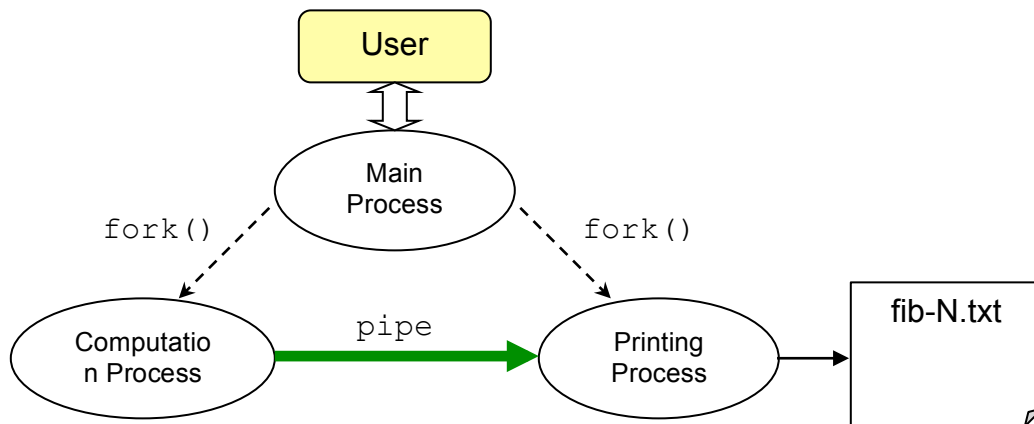 User
Main
Process
fork()
fork()
pipe
Computatio
n Process
Printing
Process
fib-N.txt